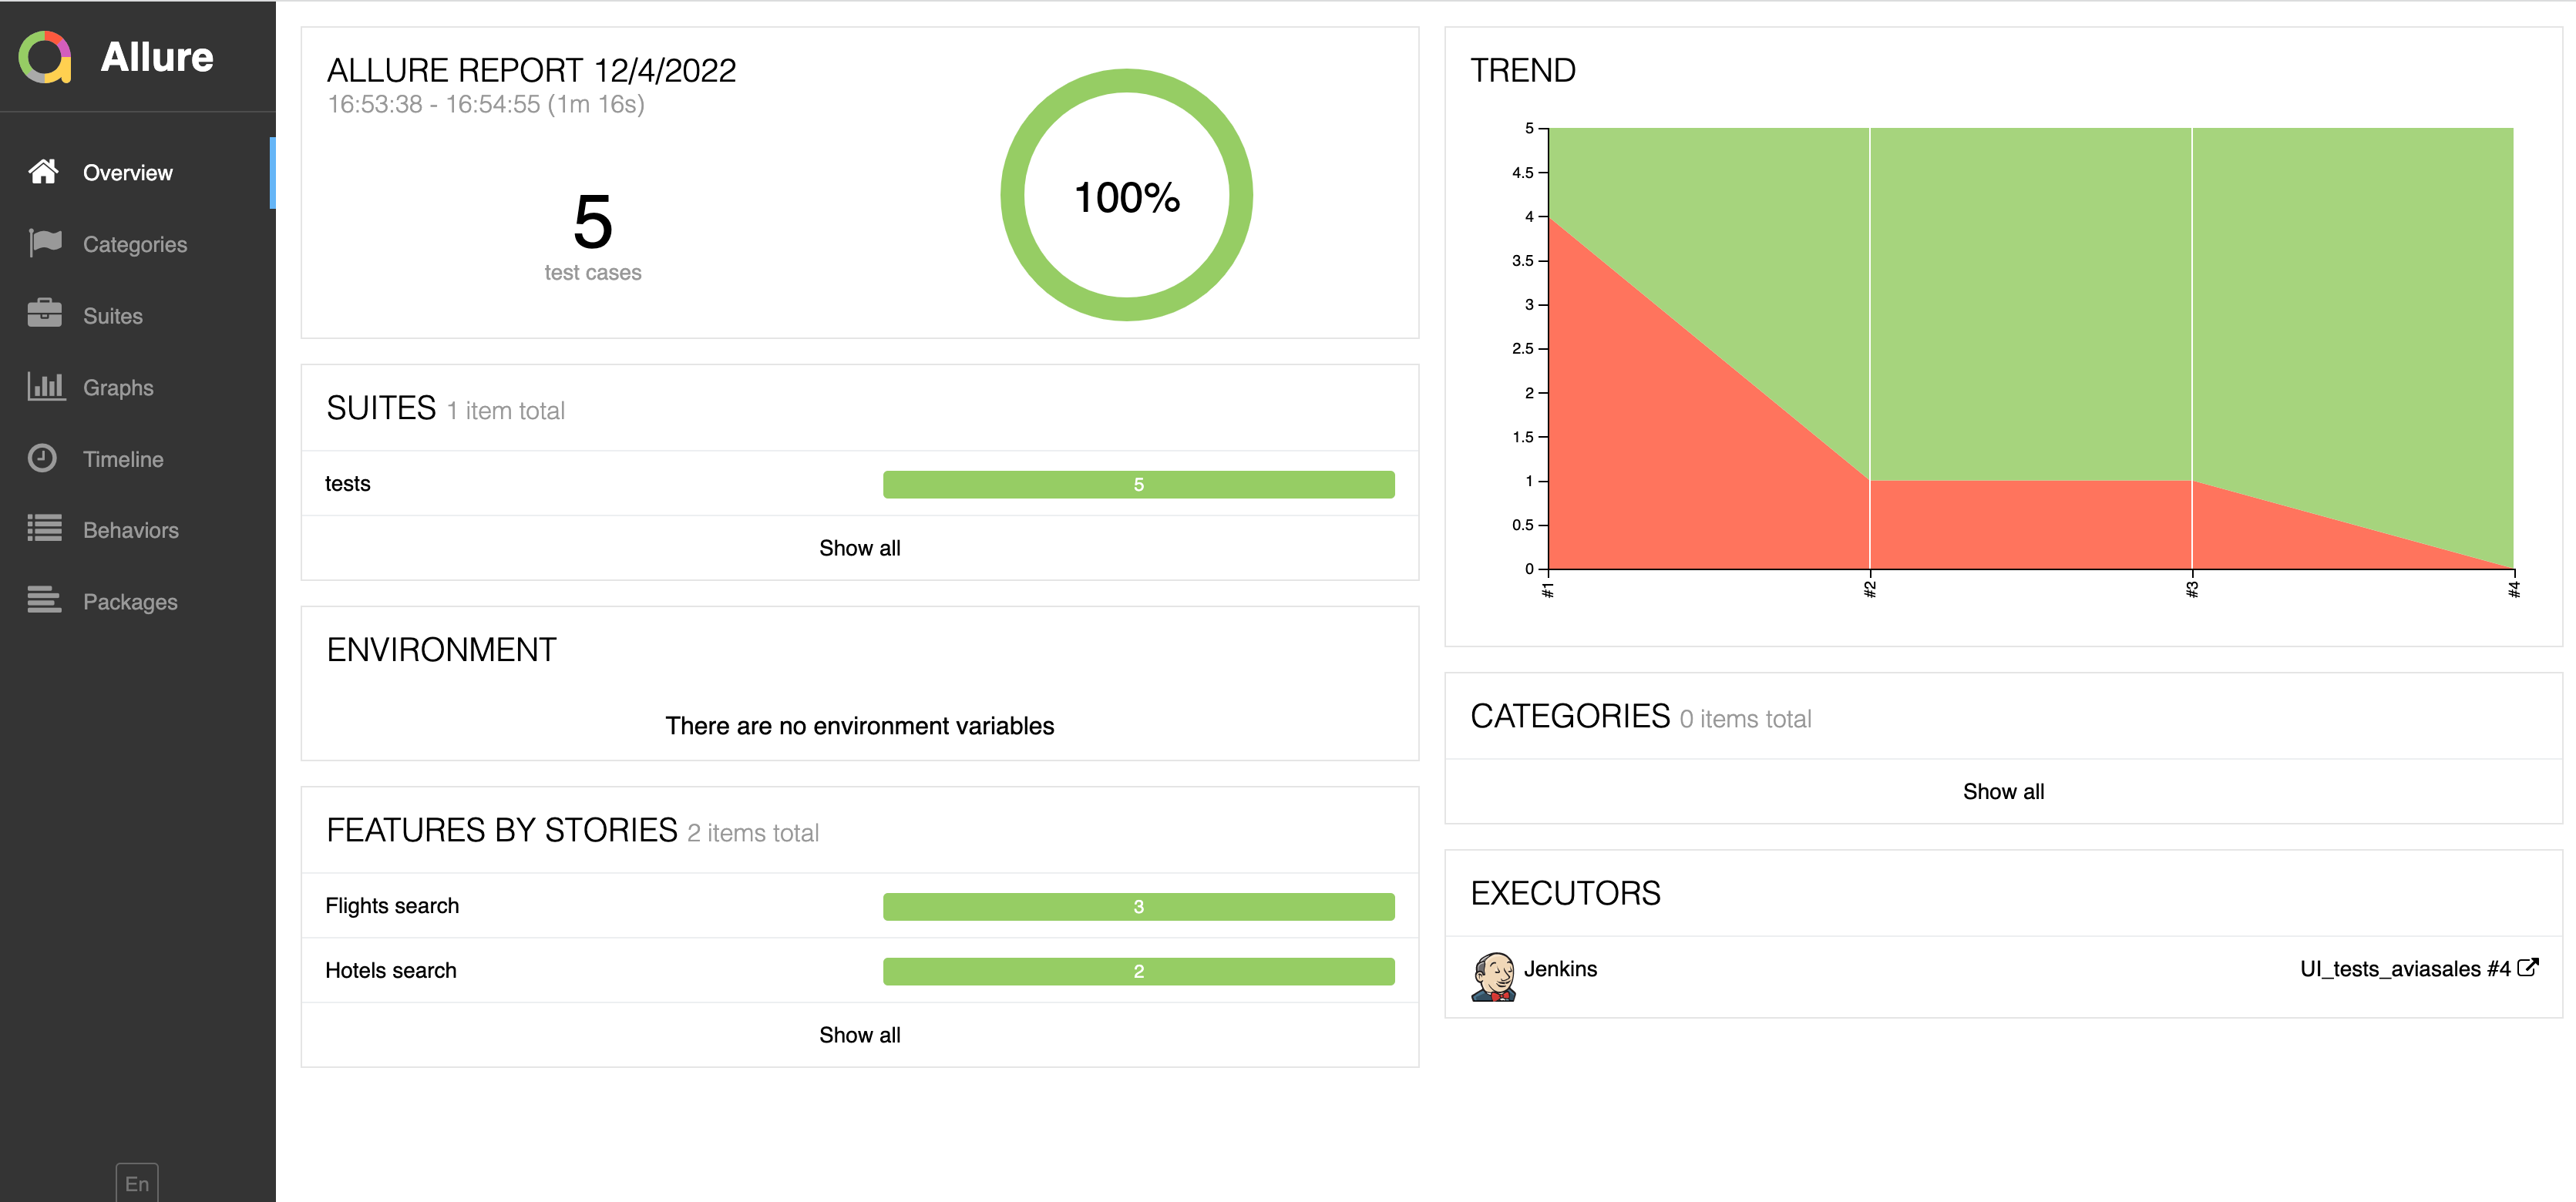 Allure
Overview
Categories
Suites
Graphs
Timeline
Behaviors
Packages
En
ALLURE REPORT 12/4/2022
16:53:38 - 16:54:55 (1m 16s)
5
test cases
100%
SUITES 1 item total
tests 5
Show all
ENVIRONMENT
There are no environment variables
FEATURES BY STORIES 2 items total
Flights search 3
Hotels search 2
Show all
TREND
5
4.5
4
3.5
3
2.5
2
1.5
1
0.5
0
#1 #2 #3 #4
CATEGORIES 0 items total
Show all
EXECUTORS
Jenkins UI_tests_aviasales #4